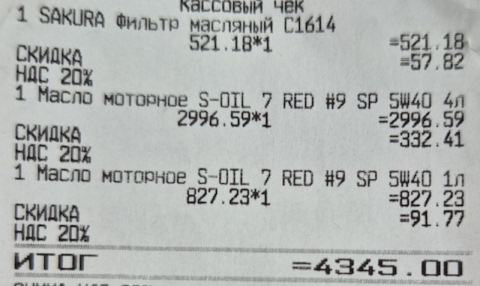 Кассовый чек
1 SAKURA Фильтр масляный C1614
521.18*1 =521.18
СКИДКА =57.82
НДС 20%
1 Масло моторное S-OIL 7 RED #9 SP 5W40 4л
2996.59*1 =2996.59
СКИДКА =332.41
НДС 20%
1 Масло моторное S-OIL 7 RED #9 SP 5W40 1л
827.23*1 =827.23
СКИДКА =91.77
НДС 20%
ИТОГ =4345.00